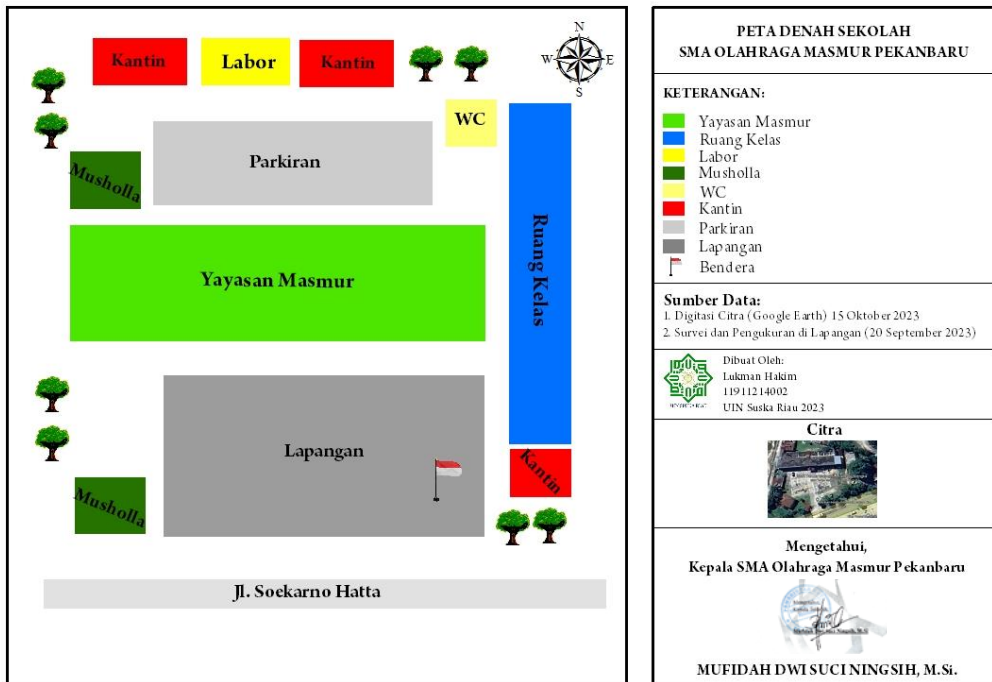 N
W E
S
Kantin
Labor
Kantin
WC
Parkiran
Musholla
Ruang Kelas
Yayasan Masmur
Lapangan
Kantin
Musholla
Jl. Soekarno Hatta
PETA DENAH SEKOLAH
SMA OLAHRAGA MASMUR PEKANBARU
KETERANGAN:
Yayasan Masmur
Ruang Kelas
Labor
Musholla
WC
Kantin
Parkiran
Lapangan
Bendera
Sumber Data:
1. Digitasi Citra (Google Earth) 15 Oktober 2023
2. Survei dan Pengukuran di Lapangan (20 September 2023)
Dibuat Oleh:
Lukman Hakim
11911214002
UIN Suska Riau 2023
Citra
Mengetahui,
Kepala SMA Olahraga Masmur Pekanbaru
MUFIDAH DWI SUCI NINGSIH, M.Si.